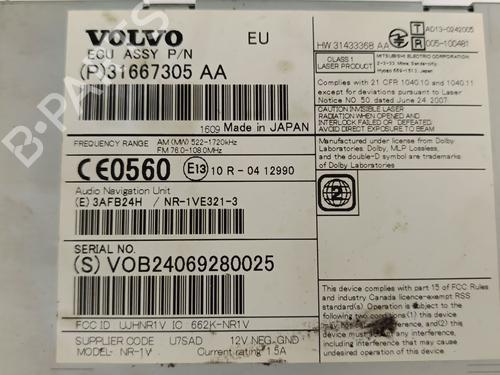 VOLVO
ECU ASSY P/N
(P)31667305 AA
EU
1609 Made in JAPAN
FREQUENCY RANGE AM(MW) 522-1720kHz
FM 76.0-108.0MHz
CE0560 E13 10 R-04 12990
Audio Navigation Unit
(E) 3AFB24H / NR-1VE321-3
SERIAL NO.
(S) VOB24069280025
FCC ID UJHNR1V IC 662K-NR1V
SUPPLIER CODE U7SAD 12V NEG GND
MODEL: NR-1V Current rating 1.5A
HW 31433368 AA
T AD13-0242005
R 005-100481
CLASS 1
LASER PRODUCT
MITSUBISHI ELECTRIC CORPORATION
Complies with 21 CFR 1040.10 and 1040.11
except for deviations pursuant to Laser
Notice NO. 50, dated June 24, 2007.
CAUTION INVISIBLE LASER
RADIATION WHEN OPENED AND
INTERLOCK FAILED OR DEFEATED.
AVOID DIRECT EXPOSURE TO BEAM
Manufactured under license from Dolby
Laboratories. Dolby, MLP Lossless,
and the double-D symbol are trademarks
of Dolby Laboratories.
2
This device complies with part 15 of FCC Rules
and Industry Canada licence-exempt RSS
standard(s). Operation is subject to the following
two conditions: (1) this device
may not cause
this device must accept any interference,
including interference that may cause
undesired operation of this device.
B-PARTS